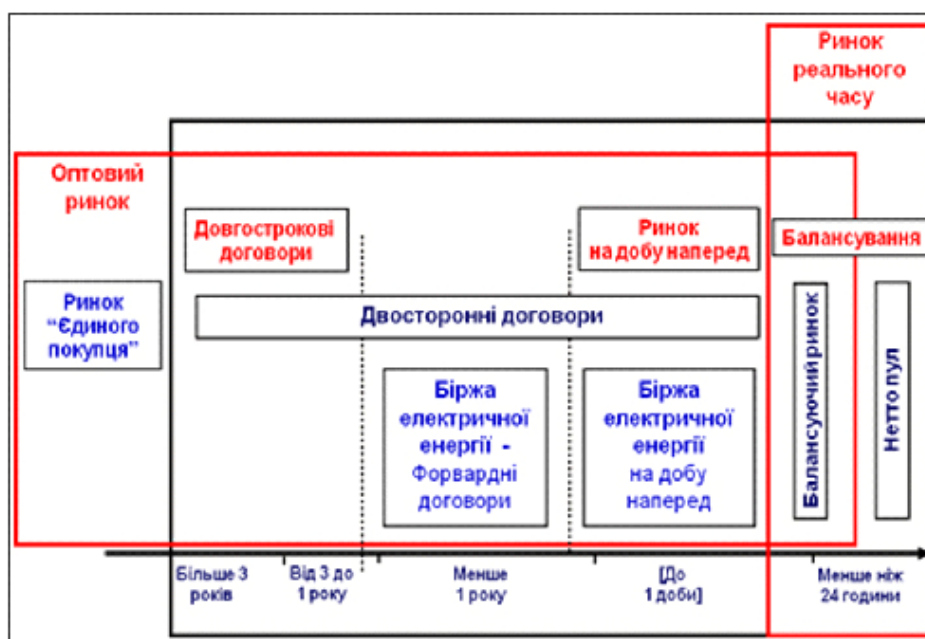 Ринок
реального
часу
Оптовий
ринок
Довгострокові
договори
Ринок
на добу наперед
Балансування
Ринок
“Єдиного
покупця”
Двосторонні договори
Біржа
електричної
енергії -
Форвардні
договори
Біржа
електричної
енергії
на добу
наперед
Балансуючий ринок
Нетто пул
Більше 3
років
Від 3 до
1 року
Менше
1 року
[До
1 доби]
Менше ніж
24 години